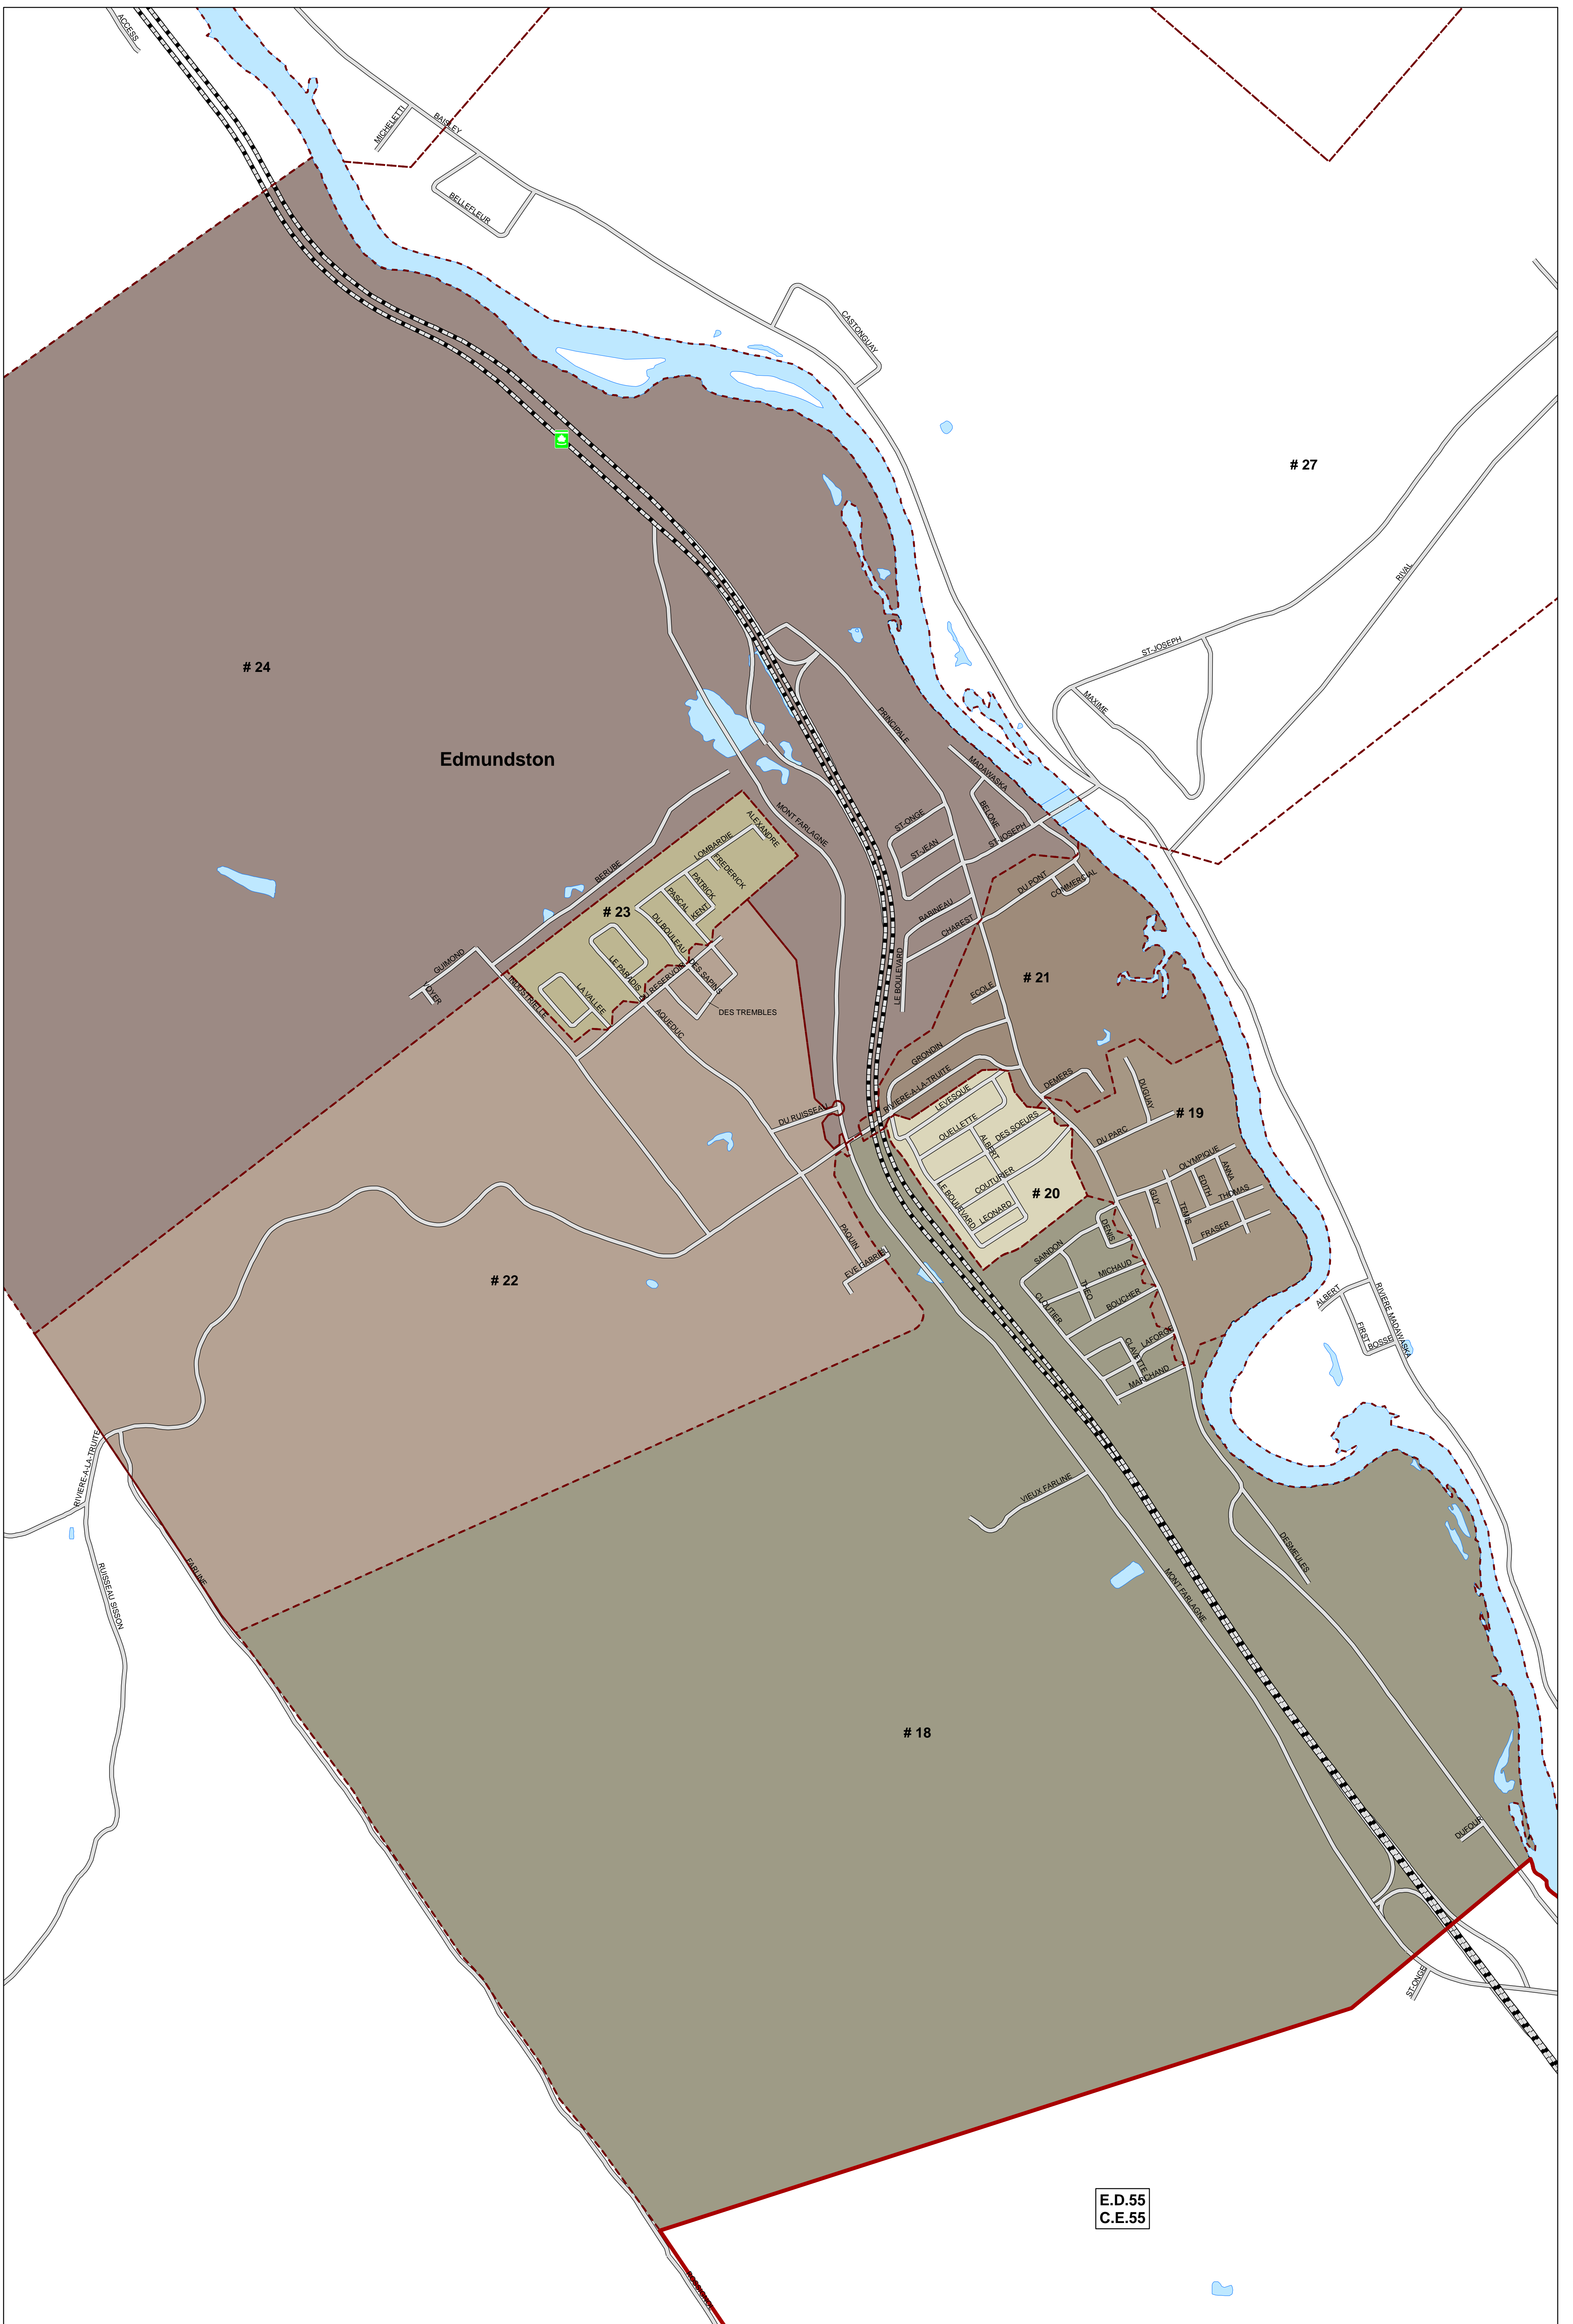 ACCESS
MICHELETTI
BAISLEY
BELLEFLEUR
CASTONGUAY
# 27
RIVAL
ST-JOSEPH
MAXIME
# 24
Edmundston
PRINCIPALE
MADAWASKA
BELONE
ST-ONGE
ST-JEAN
ST-JOSEPH
MONT FARLAGNE
ALEXANDRE
LOMBARDIE
FREDERICK
BERUBE
PATRICK
PASCAL
KENT
# 23
DU BOULEAU
DU PONT
COMMERCIAL
BABINEAU
CHAREST
LE BOULEVARD
GUIMOND
VOYER
INDUSTRIELLE
LE PARADIS
LA VALLEE
DU RESERVOIR
DES SAPINS
DES TREMBLES
AQUEDUC
# 21
ECOLE
GRONDIN
RIVIERE-A-LA-TRUITE
DEMERS
DUGUAY
# 19
DU PARC
LEVESQUE
OUELLETTE
DES SOEURS
ALBERT
COUTURIER
LE BOULEVARD
LEONARD
# 20
DU RUISSEAU
OLYMPIQUE
ANNA
EDITH
THOMAS
GUY
TENIS
FRASER
DENIS
SAINDON
MICHAUD
THEO
BOUCHER
CLOUTIER
CLAVETTE
LAFORGE
MARCHAND
PAQUIN
EVE GABRIEL
# 22
ALBERT
FIRST
BOSSE
RIVIERE MADAWASKA
RIVIERE-A-LA-TRUITE
RUISSEAU SISSON
FARLINE
VIEUX FARLINE
MONT FARLAGNE
DESMEULES
# 18
DUFOUR
ST-ONGE
E.D.55
C.E.55